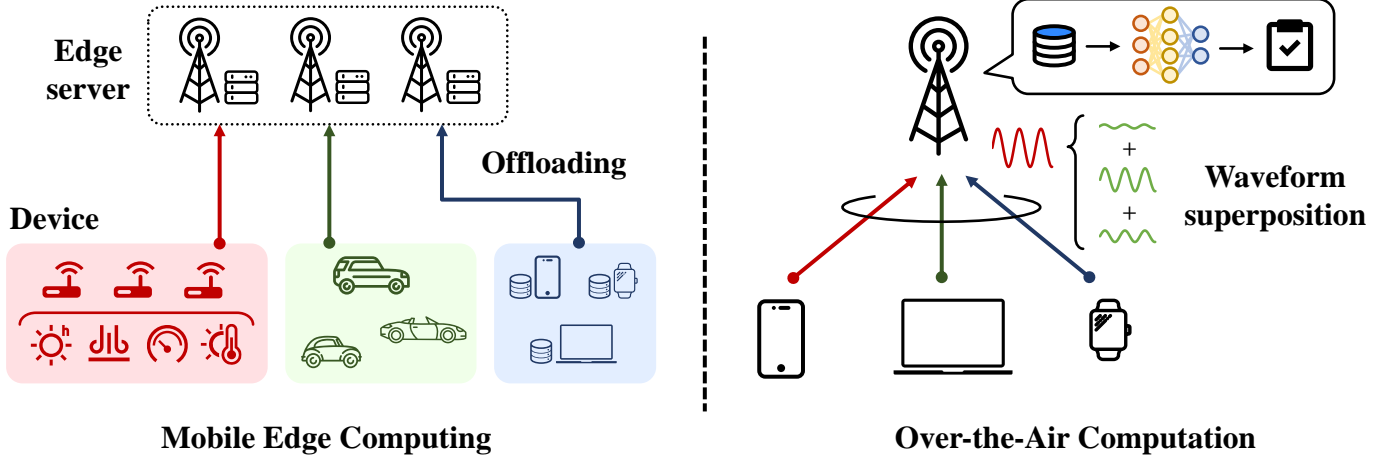 Edge
server
Offloading
Device
h
Mobile Edge Computing
+
+
Waveform
superposition
Over-the-Air Computation